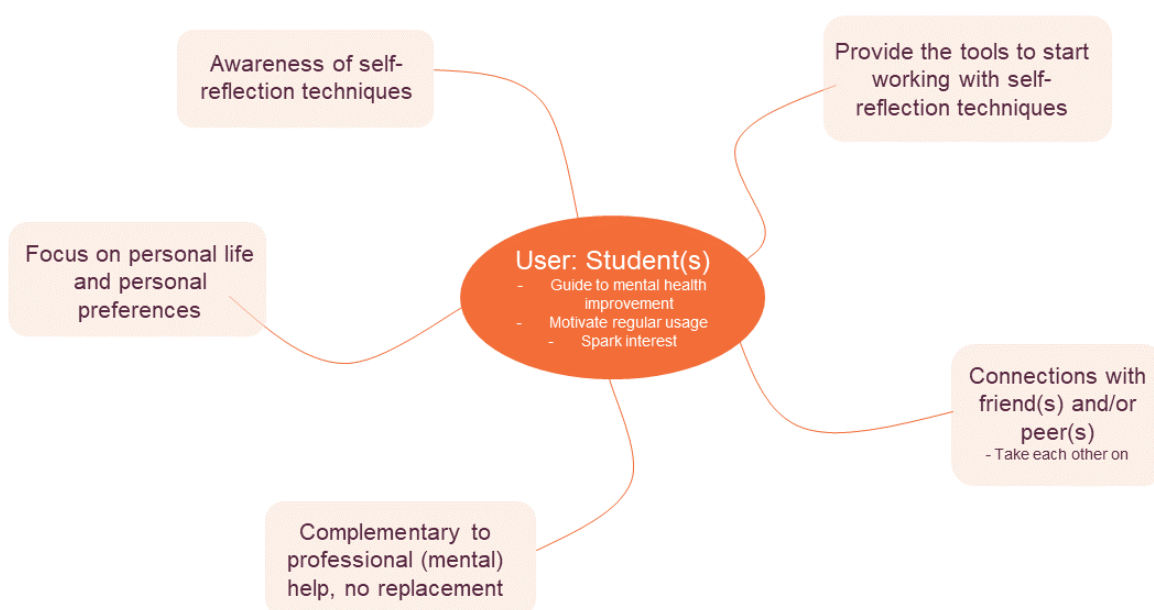 Awareness of self-
reflection techniques
Provide the tools to start
working with self-
reflection techniques
Focus on personal life
and personal
preferences
User: Student(s)
- Guide to mental health
improvement
- Motivate regular usage
- Spark interest
Connections with
friend(s) and/or
peer(s)
- Take each other on
Complementary to
professional (mental)
help, no replacement